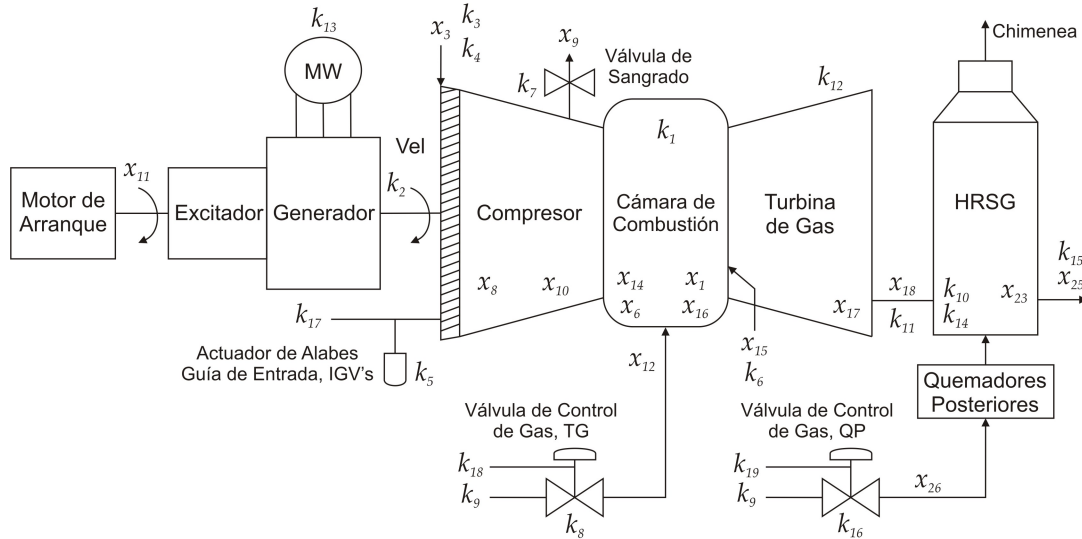 k13
MW
x3
k3
k4
x9
Válvula de
Sangrado
k7
k12
Chimenea
k1
Vel
x11
k2
Motor de
Arranque
Excitador
Generador
Compresor
Cámara de
Combustión
Turbina
de Gas
HRSG
x8
x10
x14
x1
x6
x16
x17
x18
k11
k10
k14
x23
k15
x25
k17
Actuador de Alabes
Guía de Entrada, IGV's
k5
x12
x15
k6
Quemadores
Posteriores
Válvula de Control
de Gas, TG
k18
k9
k8
Válvula de Control
de Gas, QP
k19
k9
k16
x26